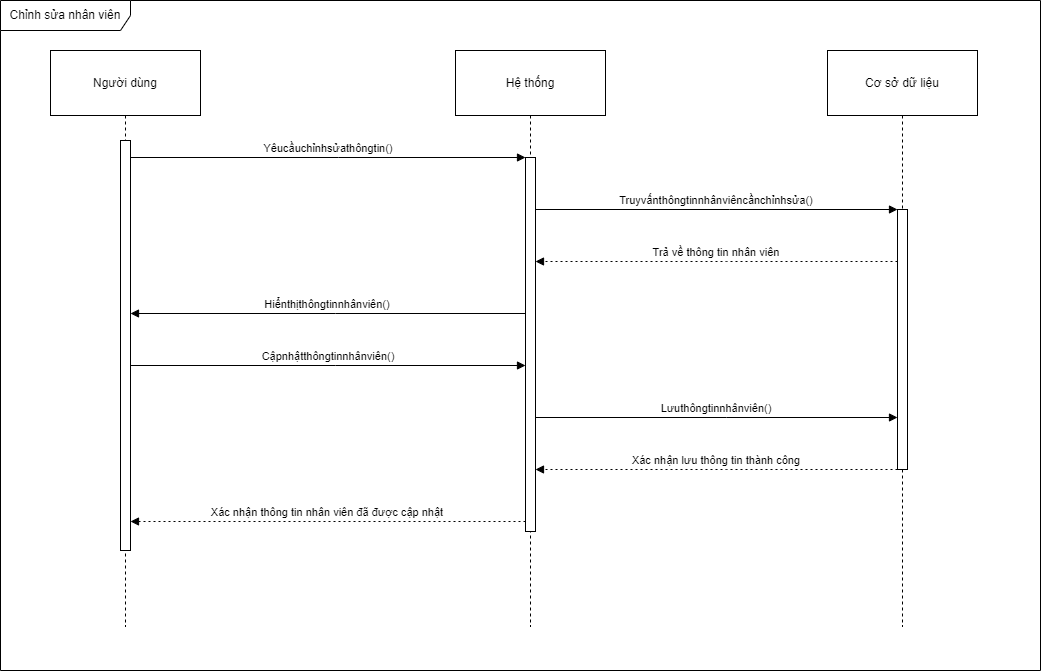 Chỉnh sửa nhân viên
Người dùng
Hệ thống
Cơ sở dữ liệu
Yêucầuchỉnhsửathôngtin()
Truyvấnthôngtinnhânviêncầnchỉnhsửa()
Trả về thông tin nhân viên
Hiểnthịthôngtinnhânviên()
Cậpnhậtthôngtinnhânviên()
Lưuthôngtinnhânviên()
Xác nhận lưu thông tin thành công
Xác nhận thông tin nhân viên đã được cập nhật